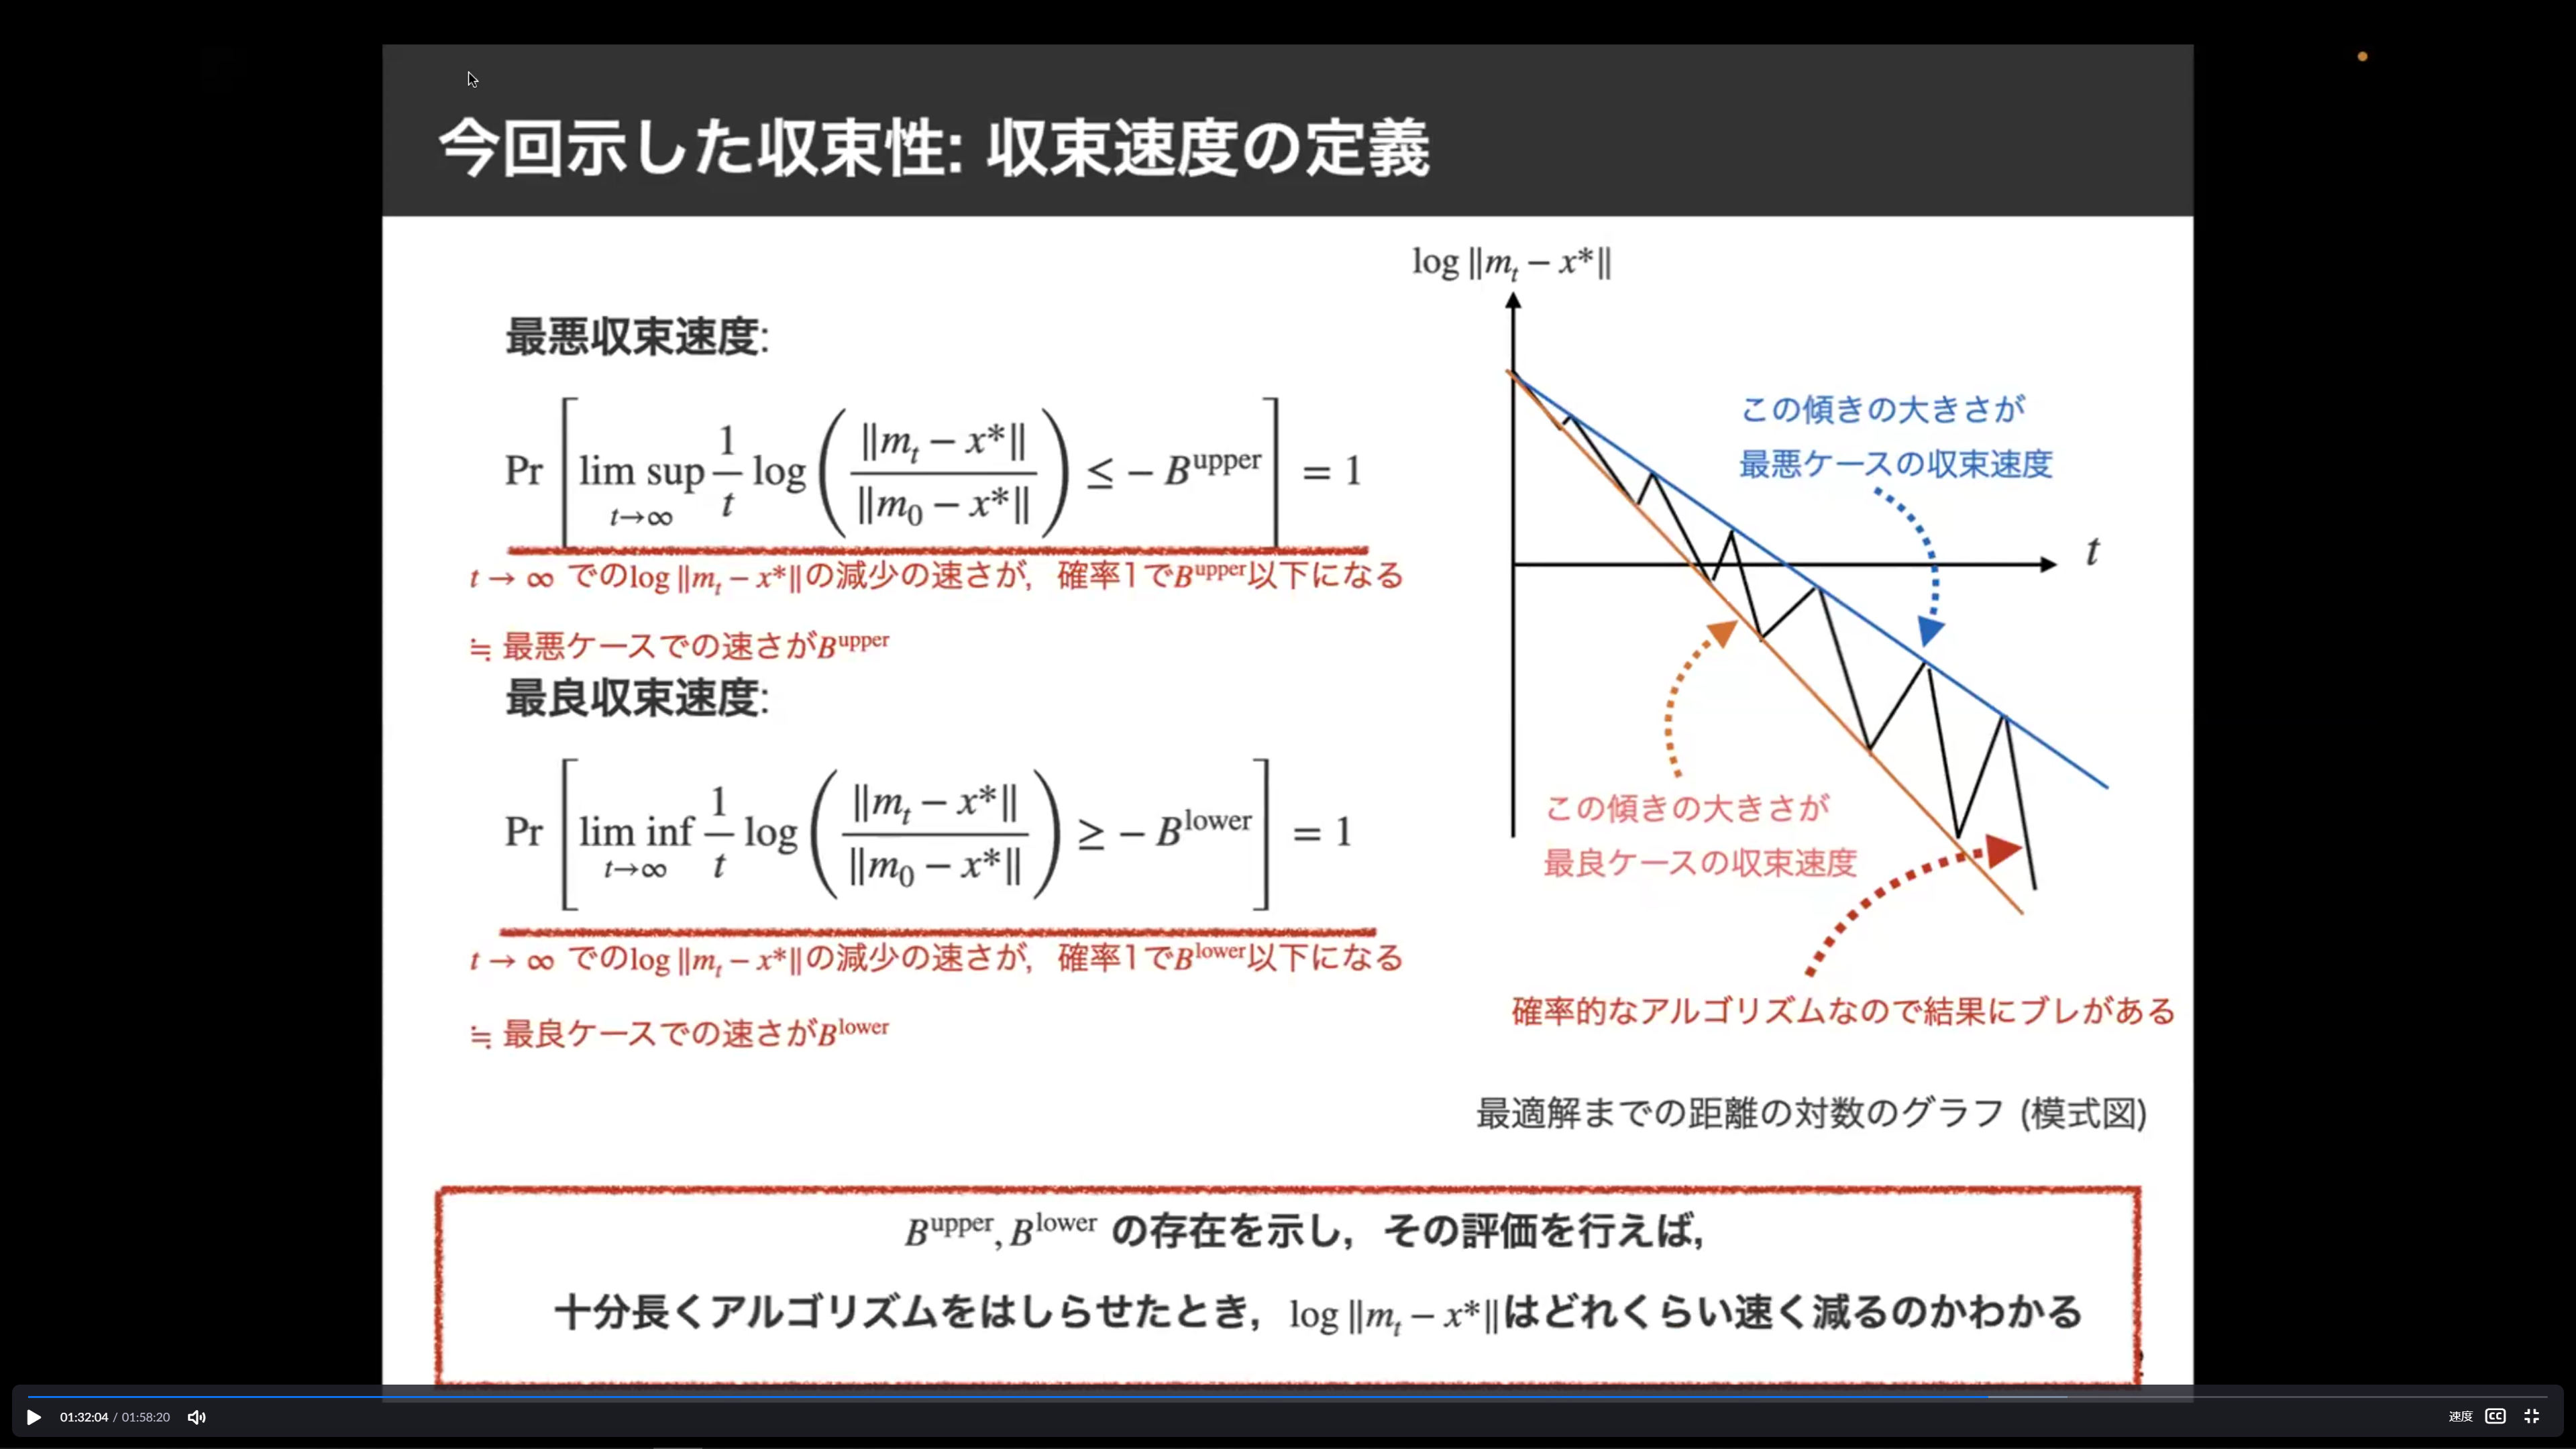 今回示した収束性: 収束速度の定義
最悪収束速度:
Pr [ lim sup t→∞ 1/t log ( ‖m_t − x*‖ / ‖m_0 − x*‖ ) ≤ − B^upper ] = 1
t → ∞ でのlog ‖m_t − x*‖の減少の速さが, 確率1でB^upper以下になる
≒ 最悪ケースでの速さがB^upper
最良収束速度:
Pr [ lim inf t→∞ 1/t log ( ‖m_t − x*‖ / ‖m_0 − x*‖ ) ≥ − B^lower ] = 1
t → ∞ でのlog ‖m_t − x*‖の減少の速さが, 確率1でB^lower以下になる
≒ 最良ケースでの速さがB^lower
log ‖m_t − x*‖
この傾きの大きさが
最悪ケースの収束速度
t
この傾きの大きさが
最良ケースの収束速度
確率的なアルゴリズムなので結果にブレがある
最適解までの距離の対数のグラフ (模式図)
B^upper, B^lower の存在を示し, その評価を行えば,
十分長くアルゴリズムをはしらせたとき, log ‖m_t − x*‖はどれくらい速く減るのかわかる
01:32:04 / 01:58:20
速度
CC